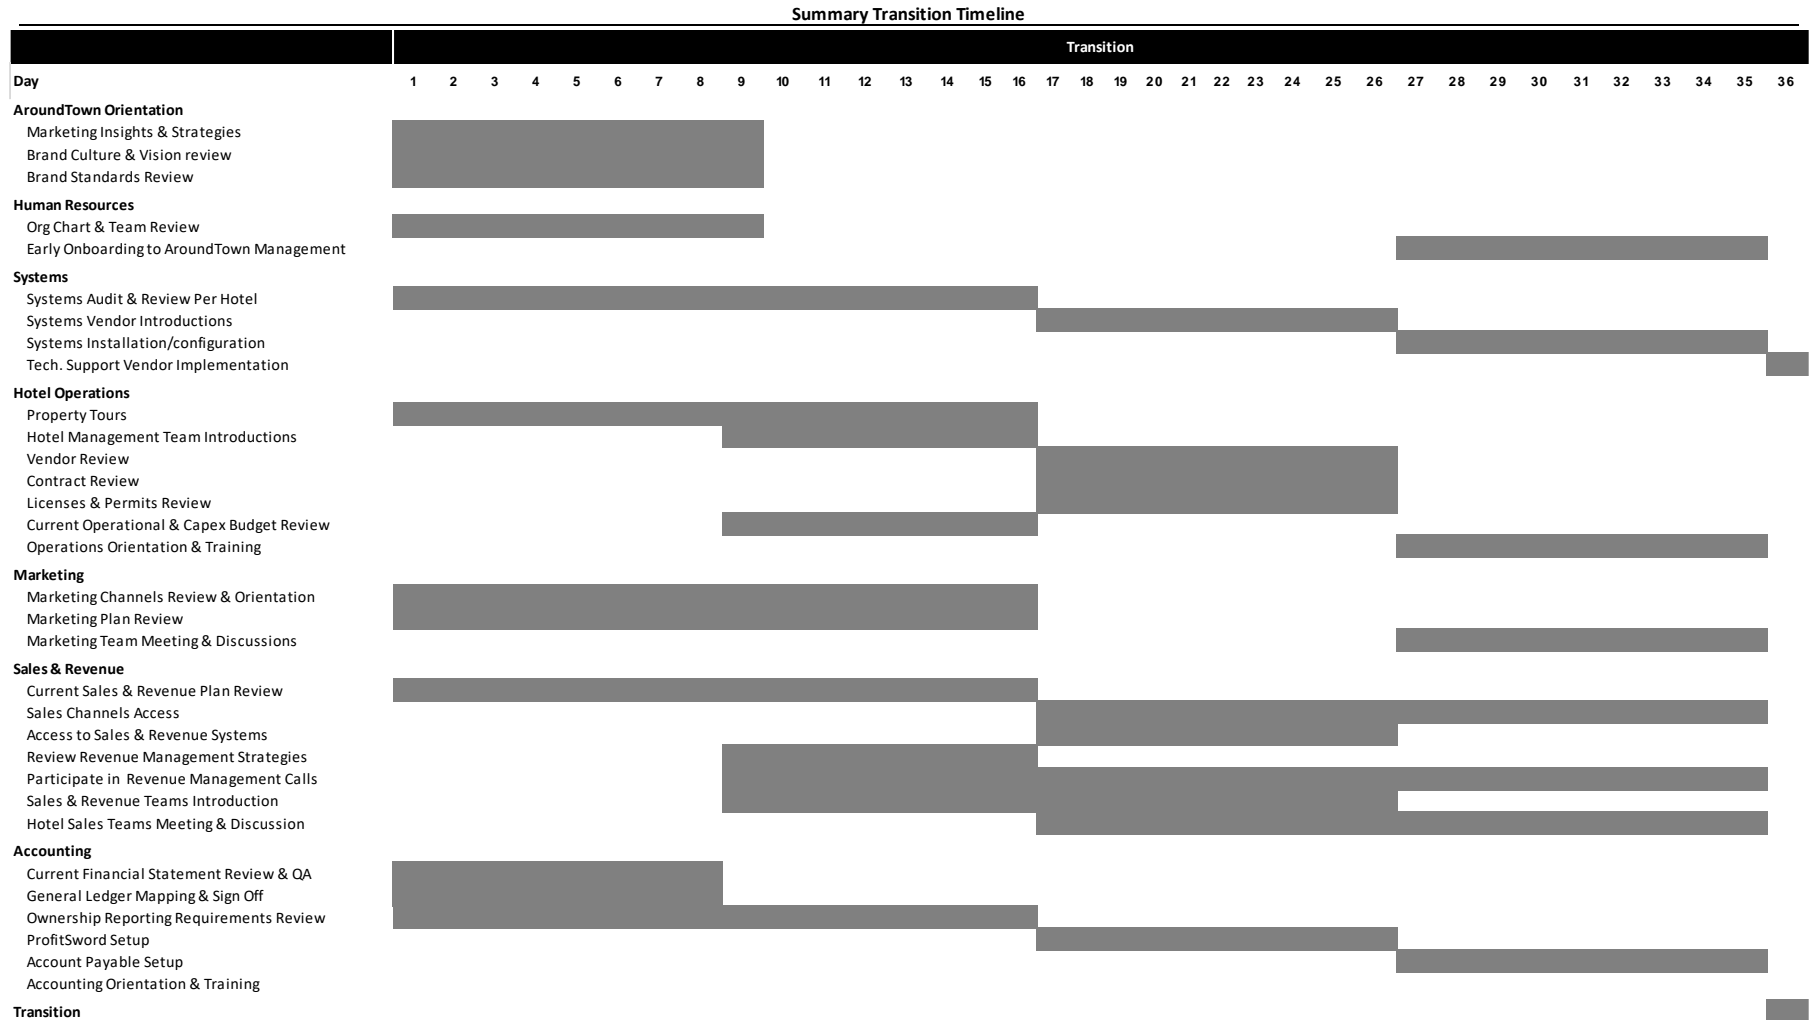 Summary Transition Timeline
Transition
Day 1 2 3 4 5 6 7 8 9 10 11 12 13 14 15 16 17 18 19 20 21 22 23 24 25 26 27 28 29 30 31 32 33 34 35 36
AroundTown Orientation
Marketing Insights & Strategies
Brand Culture & Vision review
Brand Standards Review
Human Resources
Org Chart & Team Review
Early Onboarding to AroundTown Management
Systems
Systems Audit & Review Per Hotel
Systems Vendor Introductions
Systems Installation/configuration
Tech. Support Vendor Implementation
Hotel Operations
Property Tours
Hotel Management Team Introductions
Vendor Review
Contract Review
Licenses & Permits Review
Current Operational & Capex Budget Review
Operations Orientation & Training
Marketing
Marketing Channels Review & Orientation
Marketing Plan Review
Marketing Team Meeting & Discussions
Sales & Revenue
Current Sales & Revenue Plan Review
Sales Channels Access
Access to Sales & Revenue Systems
Review Revenue Management Strategies
Participate in Revenue Management Calls
Sales & Revenue Teams Introduction
Hotel Sales Teams Meeting & Discussion
Accounting
Current Financial Statement Review & QA
General Ledger Mapping & Sign Off
Ownership Reporting Requirements Review
ProfitSword Setup
Account Payable Setup
Accounting Orientation & Training
Transition